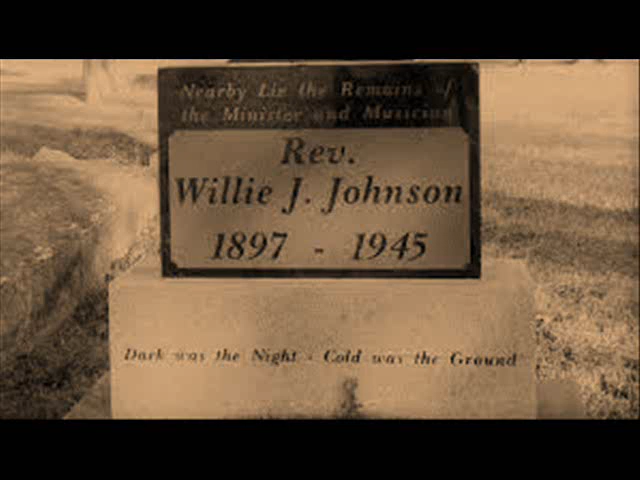 Nearby Lie the Remains of
the Minister and Musician
Rev.
Willie J. Johnson
1897 - 1945
Dark was the Night - Cold was the Ground